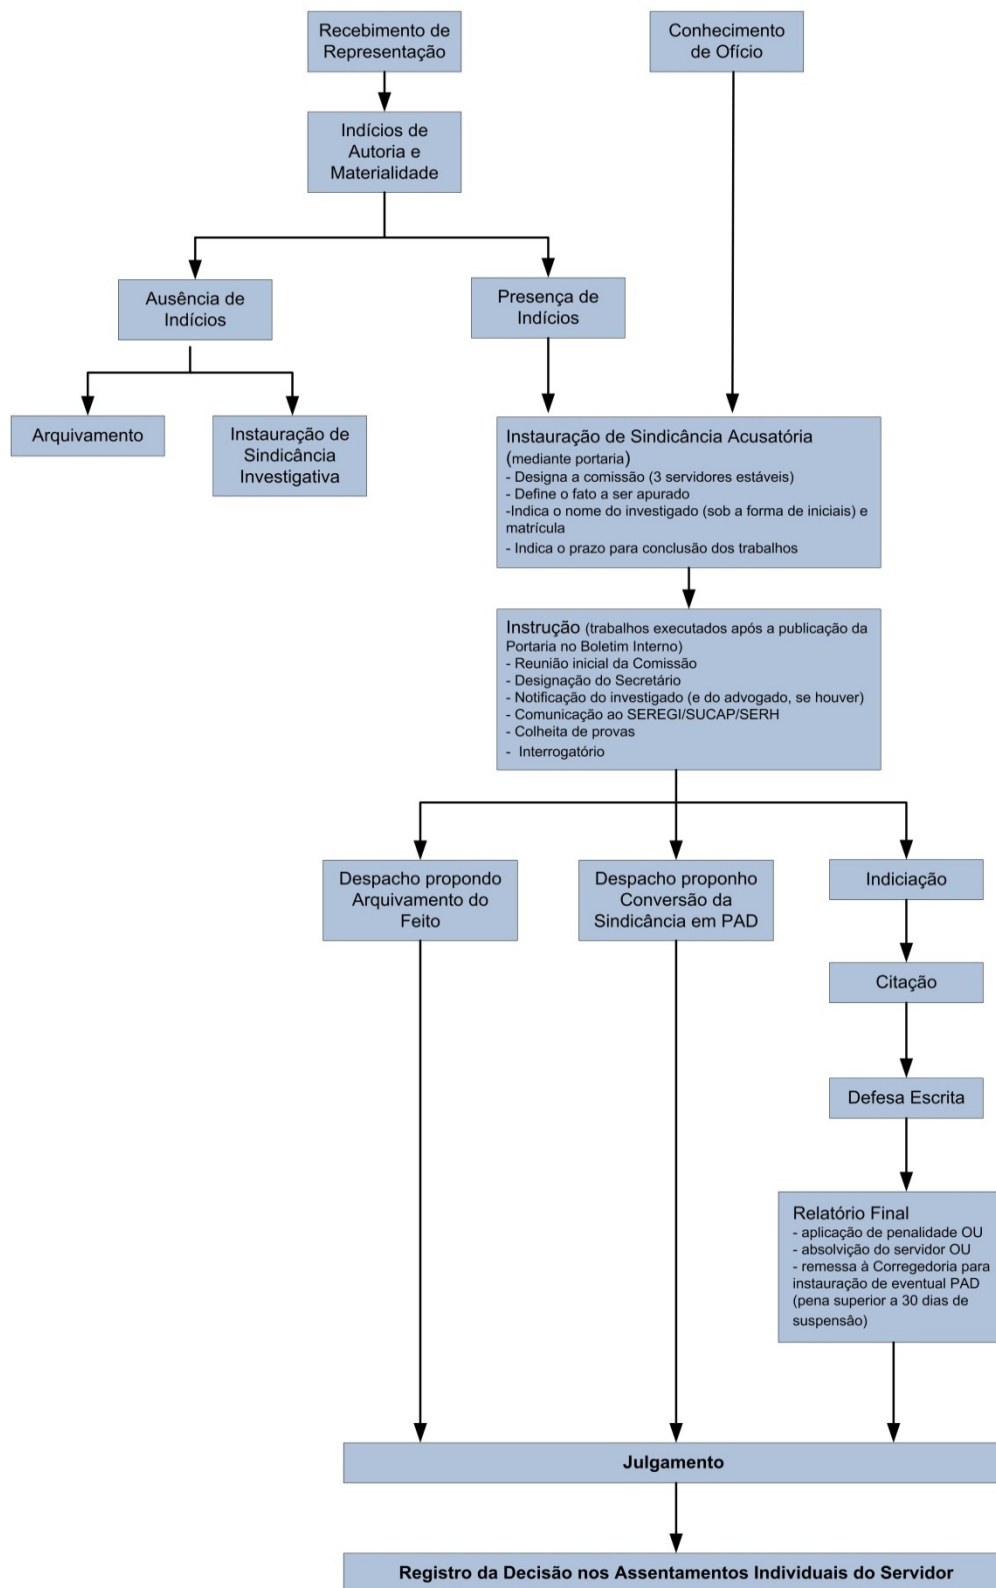 Recebimento de
Representação
Conhecimento
de Ofício
Indícios de
Autoria e
Materialidade
Ausência de
Indícios
Presença de
Indícios
Arquivamento
Instauração de
Sindicância
Investigativa
Instauração de Sindicância Acusatória
(mediante portaria)
- Designa a comissão (3 servidores estáveis)
- Define o fato a ser apurado
-Indica o nome do investigado (sob a forma de iniciais) e
matrícula
- Indica o prazo para conclusão dos trabalhos
Instrução (trabalhos executados após a publicação da
Portaria no Boletim Interno)
- Reunião inicial da Comissão
- Designação do Secretário
- Notificação do investigado (e do advogado, se houver)
- Comunicação ao SEREGI/SUCAP/SERH
- Colheita de provas
- Interrogatório
Despacho propondo
Arquivamento do
Feito
Despacho proponho
Conversão da
Sindicância em PAD
Indiciação
Citação
Defesa Escrita
Relatório Final
- aplicação de penalidade OU
- absolvição do servidor OU
- remessa à Corregedoria para
instauração de eventual PAD
(pena superior a 30 dias de
suspensão)
Julgamento
Registro da Decisão nos Assentamentos Individuais do Servidor